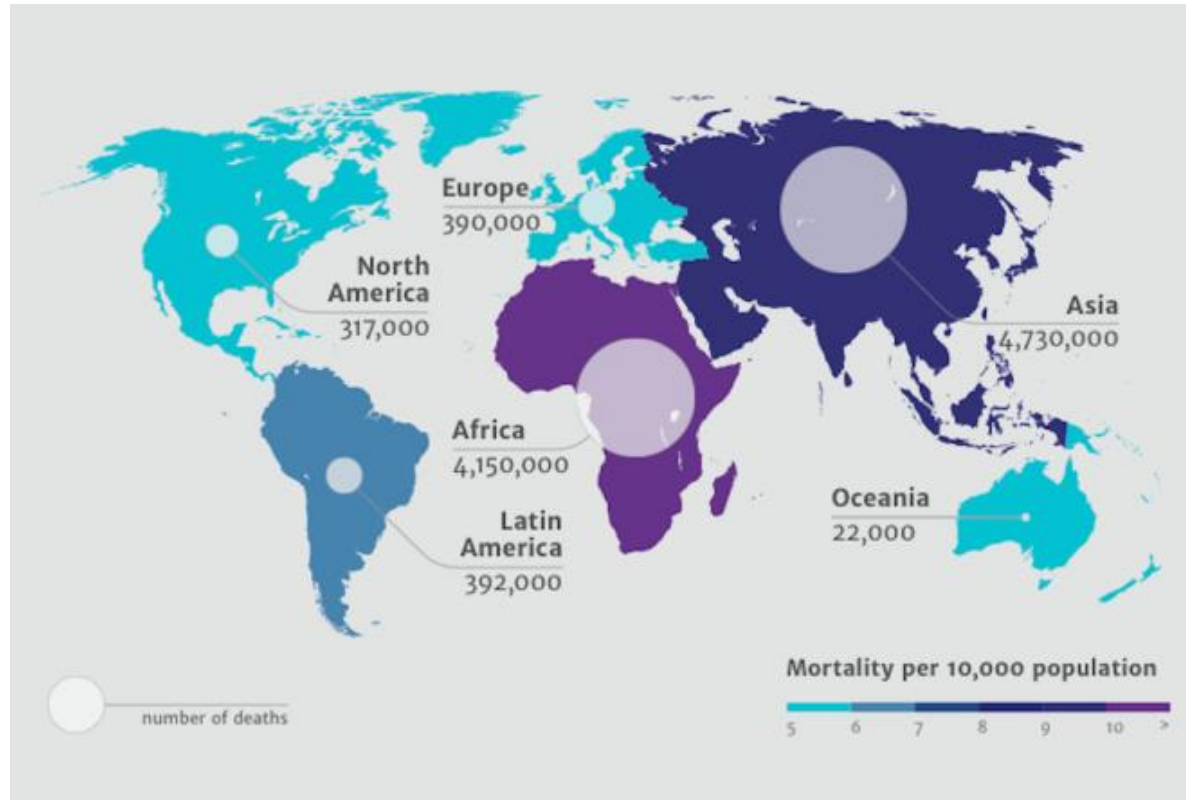 Europe
390,000
North
America
317,000
Asia
4,730,000
Africa
4,150,000
Latin
America
392,000
Oceania
22,000
Mortality per 10,000 population
5 6 7 8 9 10 >
number of deaths